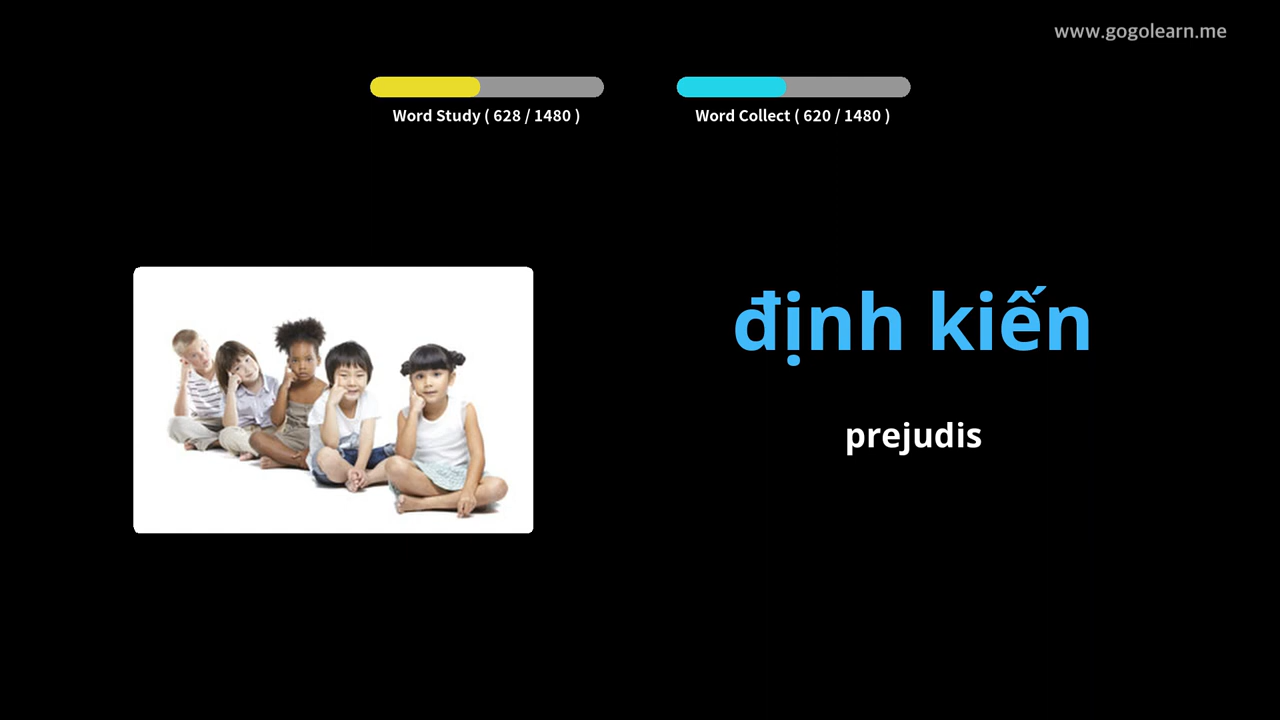 www.gogolearn.me
Word Study ( 628 / 1480 )
Word Collect ( 620 / 1480 )
định kiến
prejudis